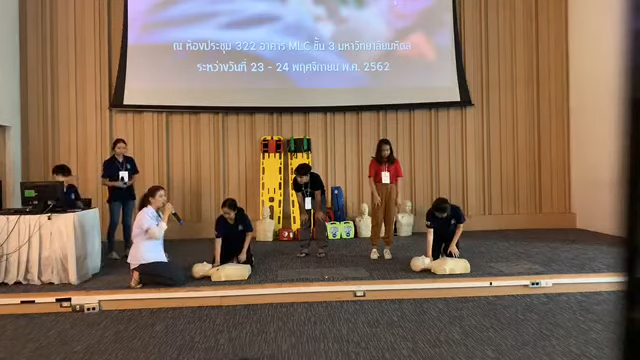 ณ ห้องประชุม 322 อาคาร MLC ชั้น 3 มหาวิทยาลัยมหิดล
ระหว่างวันที่ 23 - 24 พฤศจิกายน พ.ศ. 2562